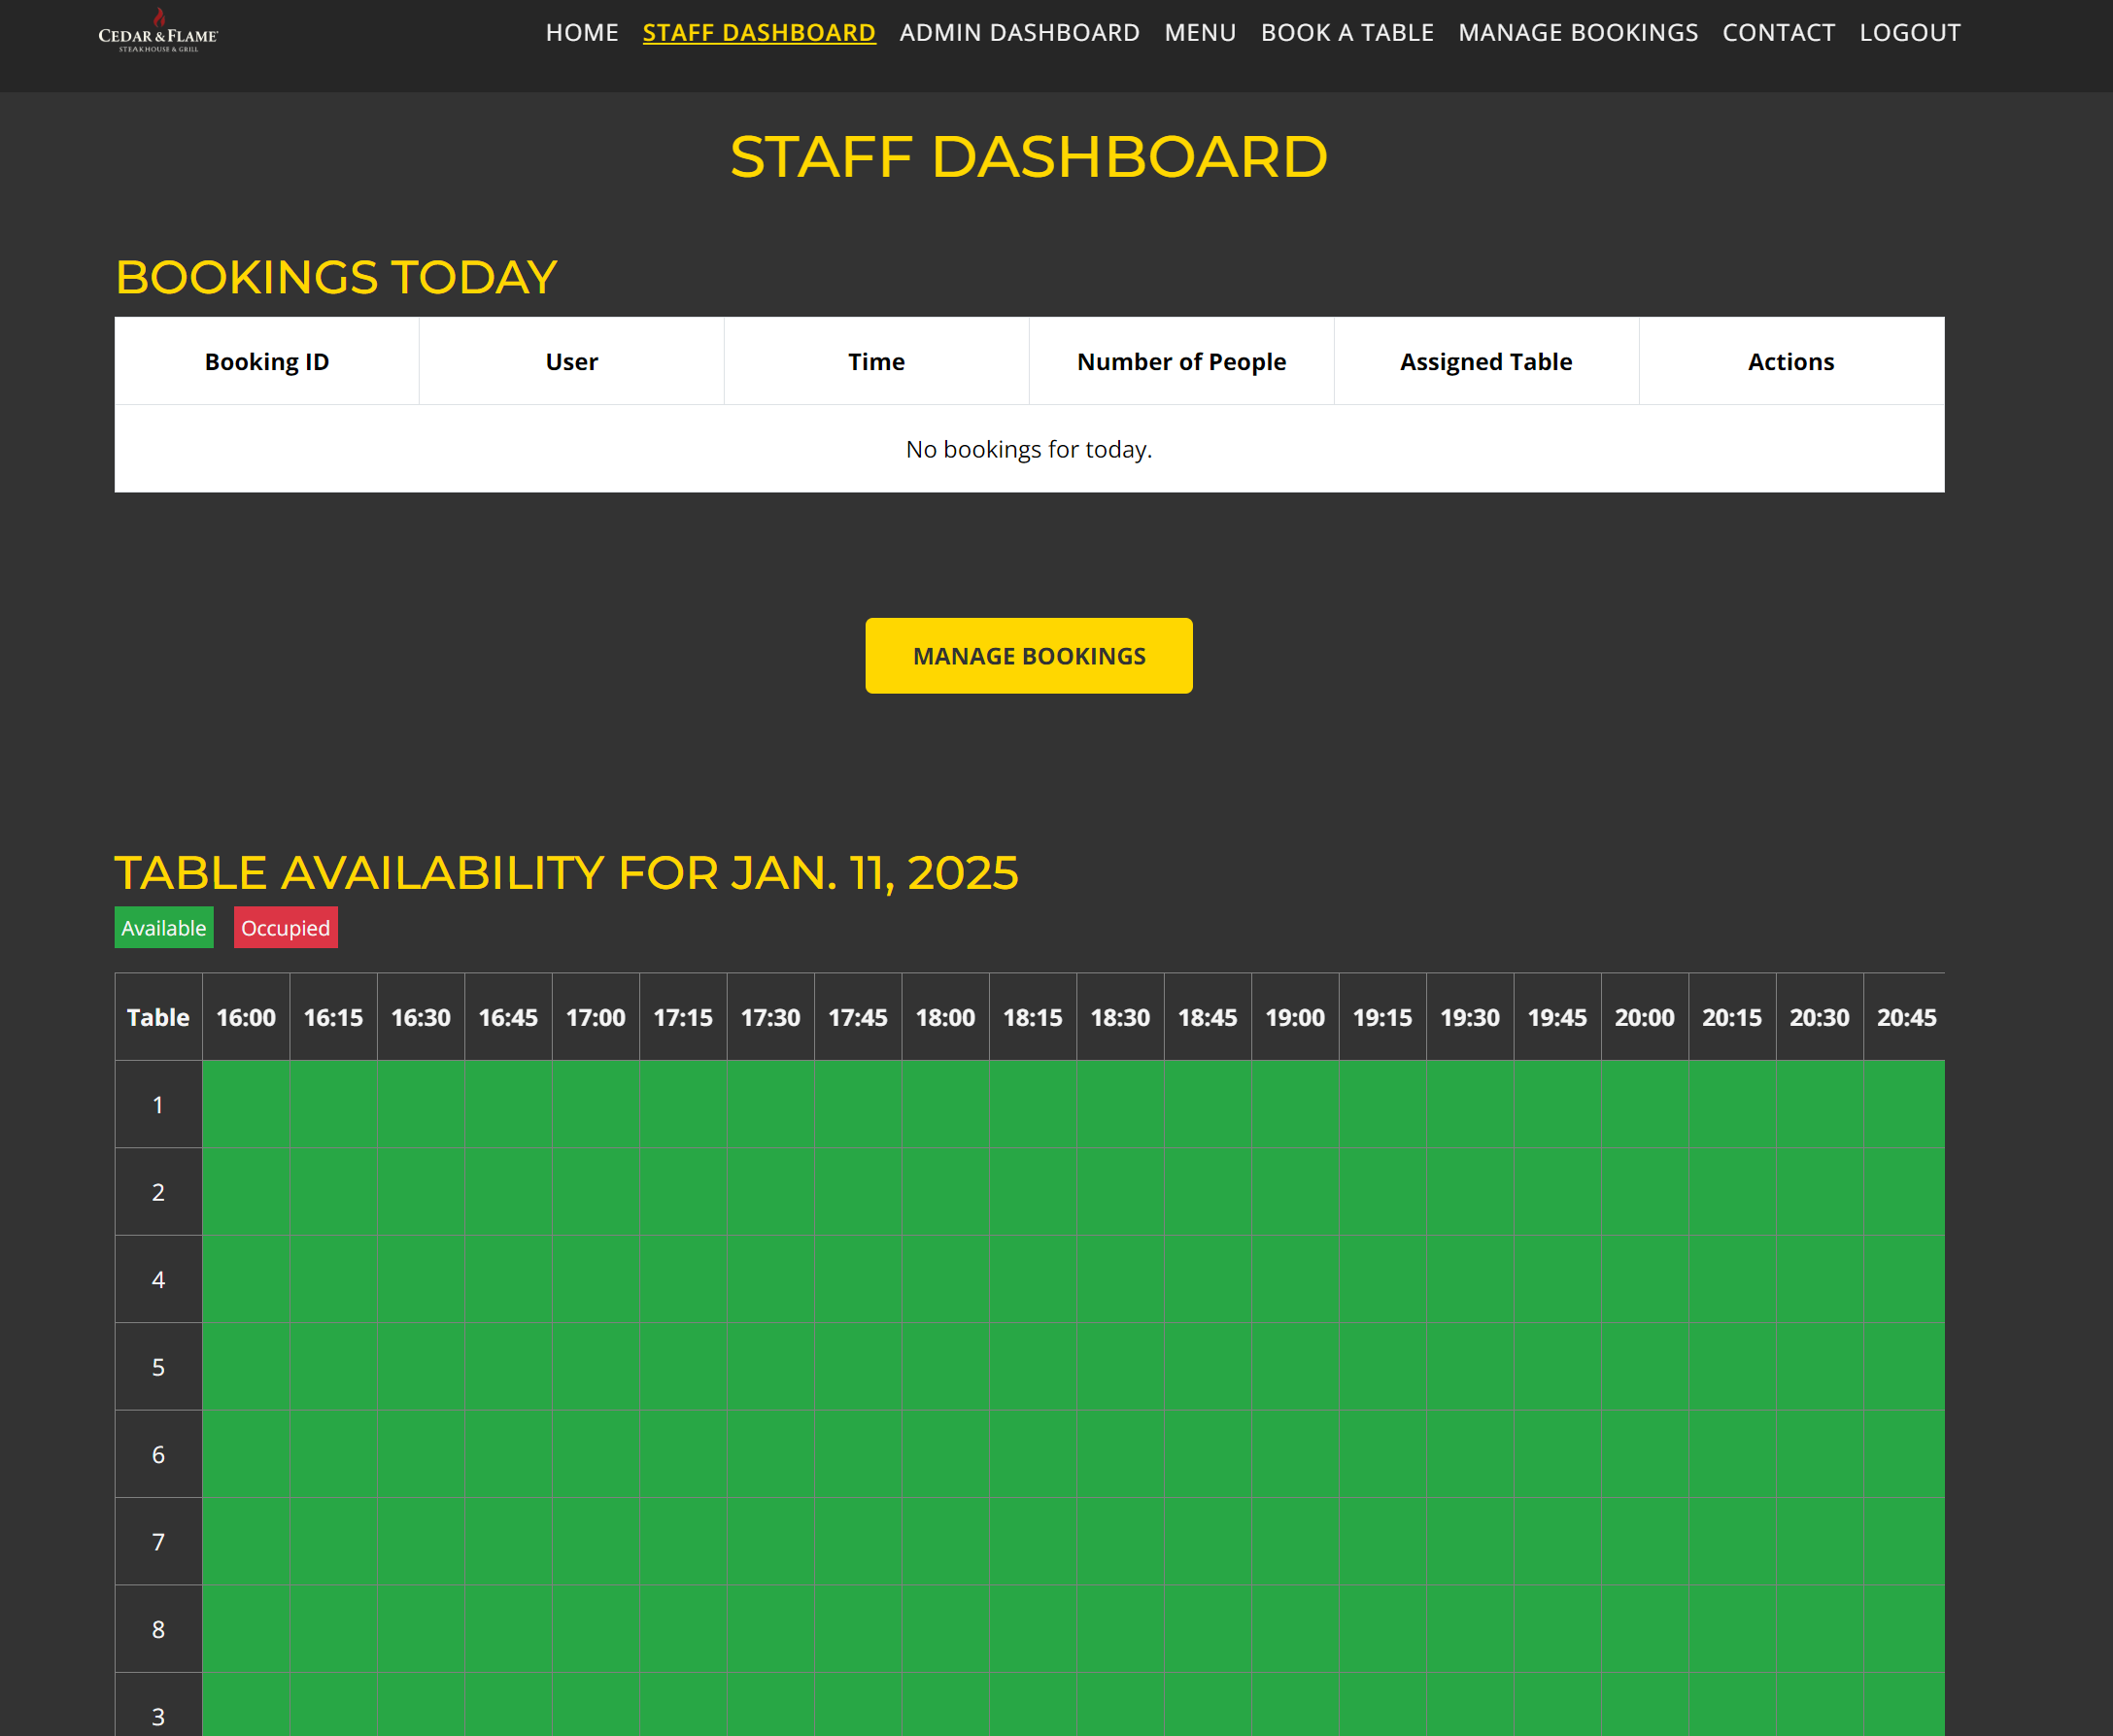 CEDAR & FLAME
STEAKHOUSE & GRILL
HOME STAFF DASHBOARD ADMIN DASHBOARD MENU BOOK A TABLE MANAGE BOOKINGS CONTACT LOGOUT
STAFF DASHBOARD
BOOKINGS TODAY
Booking ID User Time Number of People Assigned Table Actions
No bookings for today.
MANAGE BOOKINGS
TABLE AVAILABILITY FOR JAN. 11, 2025
Available Occupied
Table 16:00 16:15 16:30 16:45 17:00 17:15 17:30 17:45 18:00 18:15 18:30 18:45 19:00 19:15 19:30 19:45 20:00 20:15 20:30 20:45
1
2
4
5
6
7
8
3